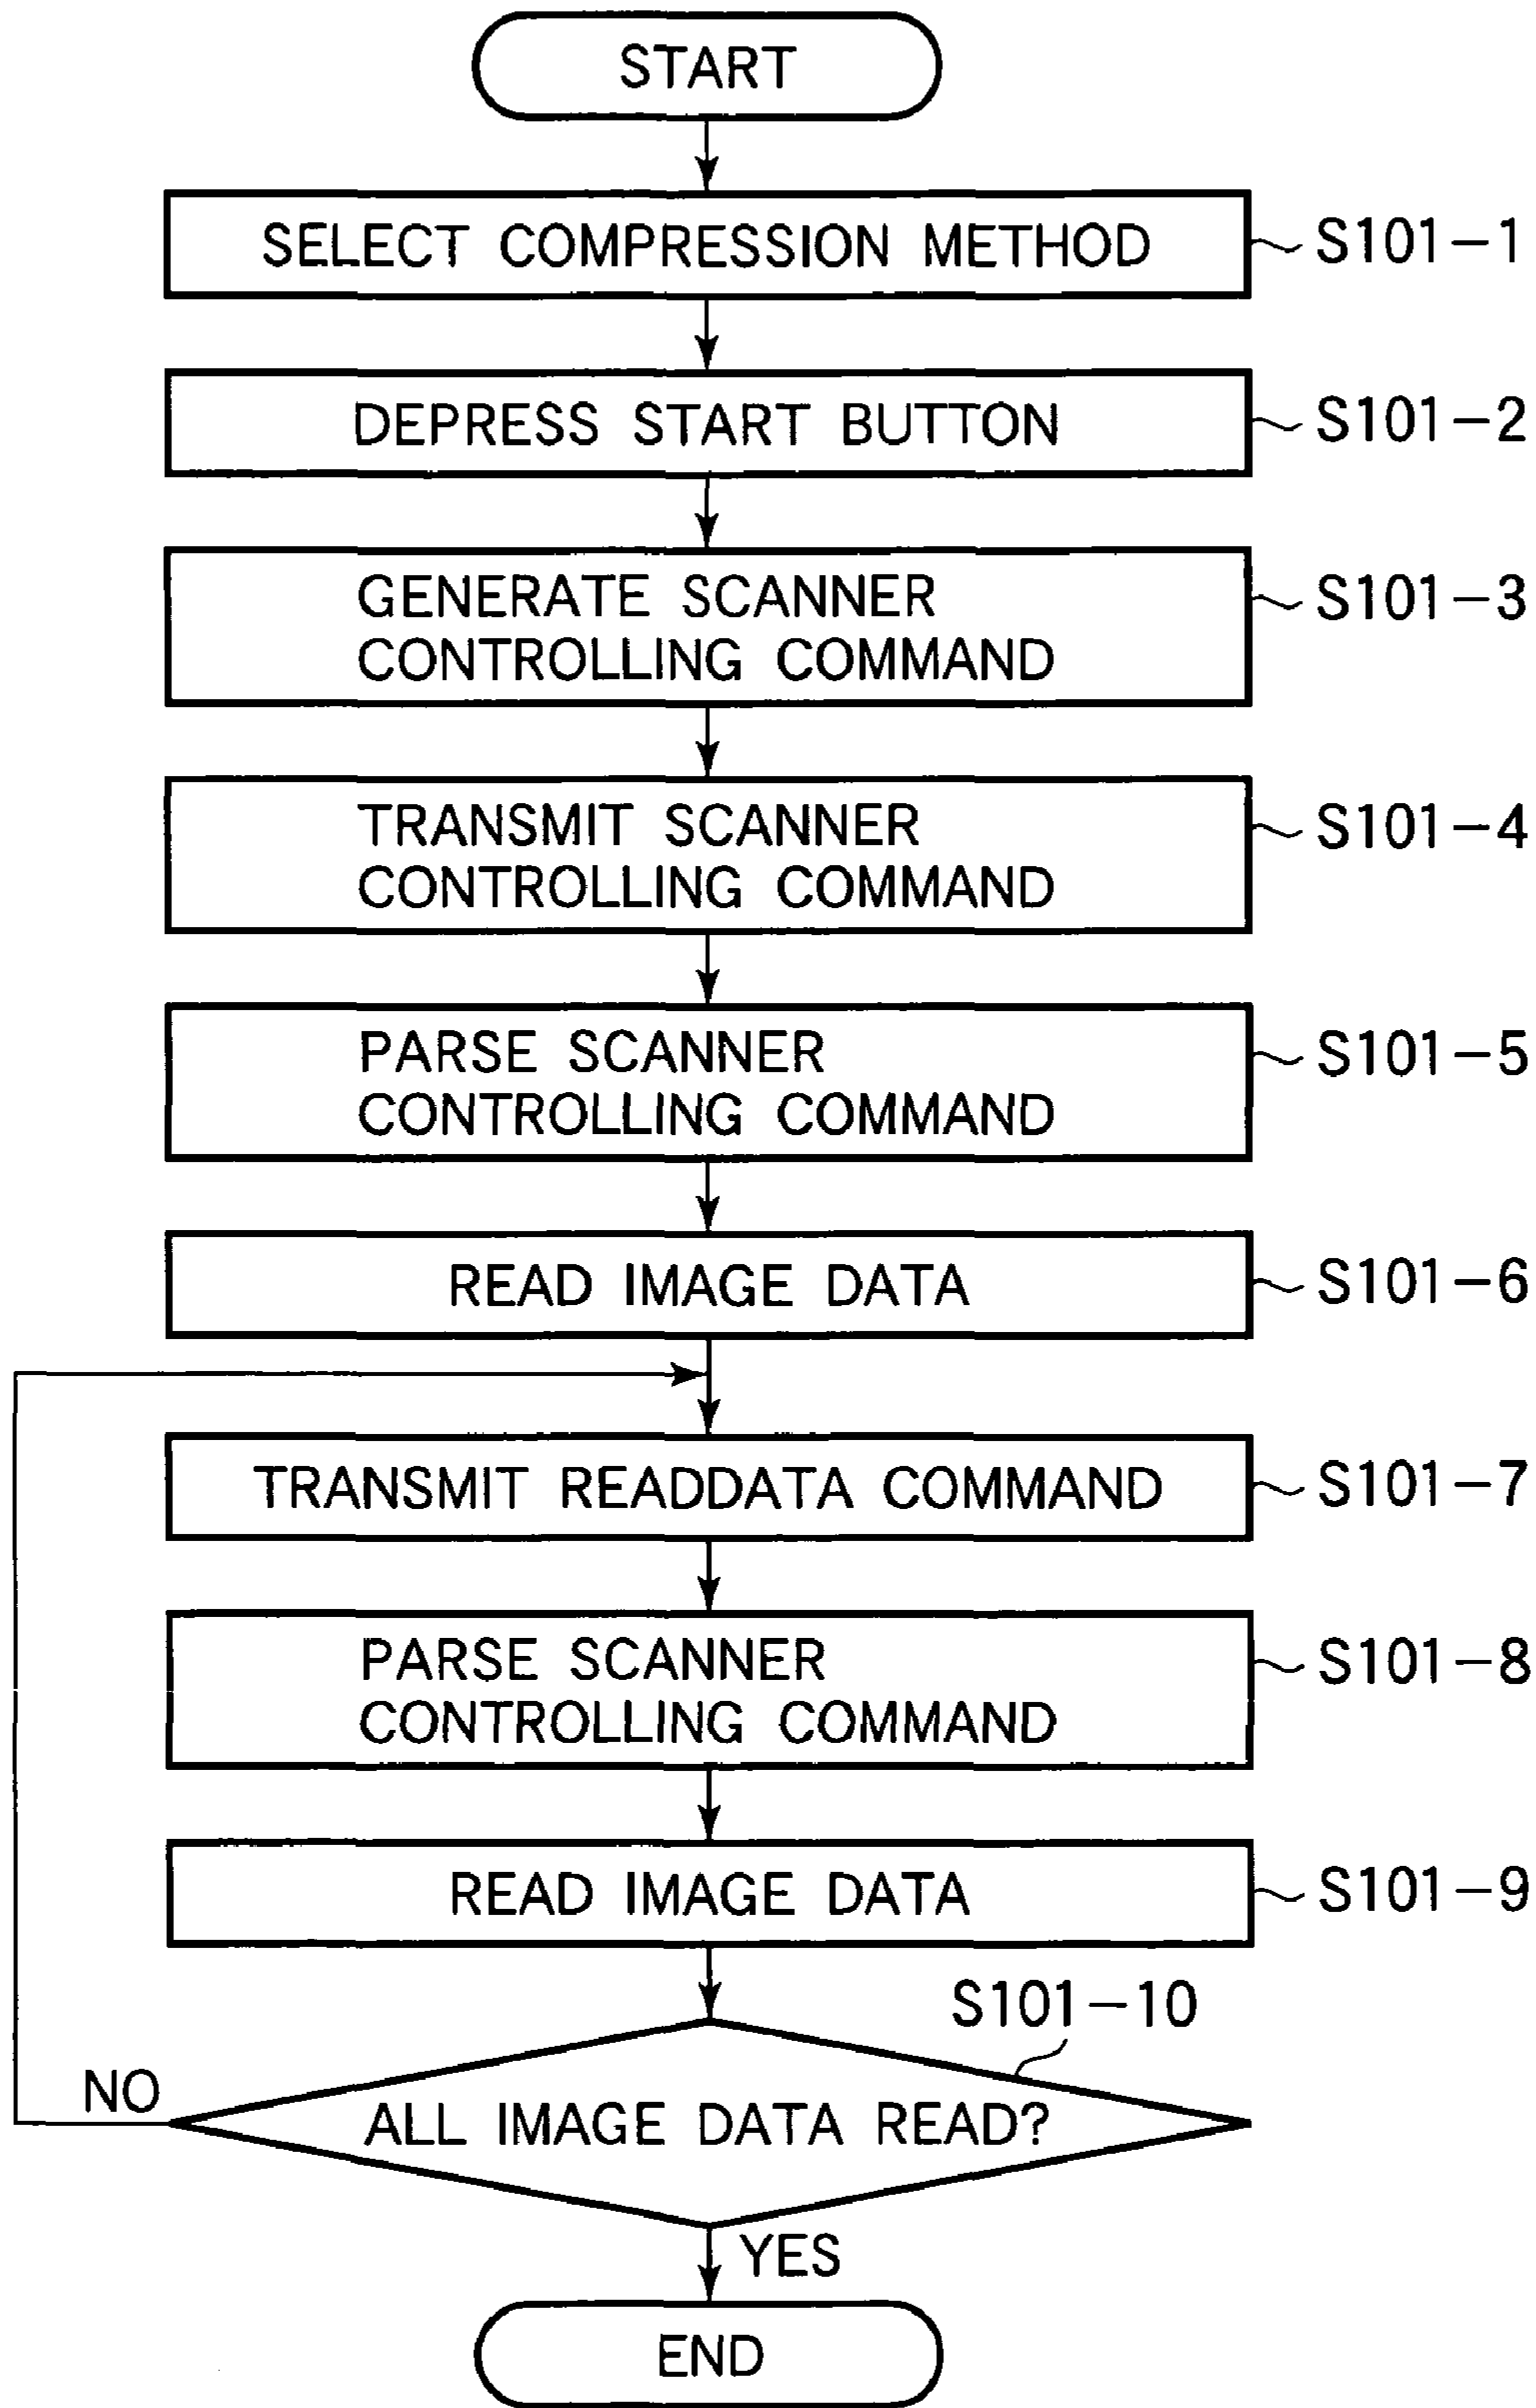 START
SELECT COMPRESSION METHOD
S101-1
DEPRESS START BUTTON
S101-2
GENERATE SCANNER
CONTROLLING COMMAND
S101-3
TRANSMIT SCANNER
CONTROLLING COMMAND
S101-4
PARSE SCANNER
CONTROLLING COMMAND
S101-5
READ IMAGE DATA
S101-6
TRANSMIT READDATA COMMAND
S101-7
PARSE SCANNER
CONTROLLING COMMAND
S101-8
READ IMAGE DATA
S101-9
S101-10
NO
ALL IMAGE DATA READ?
YES
END